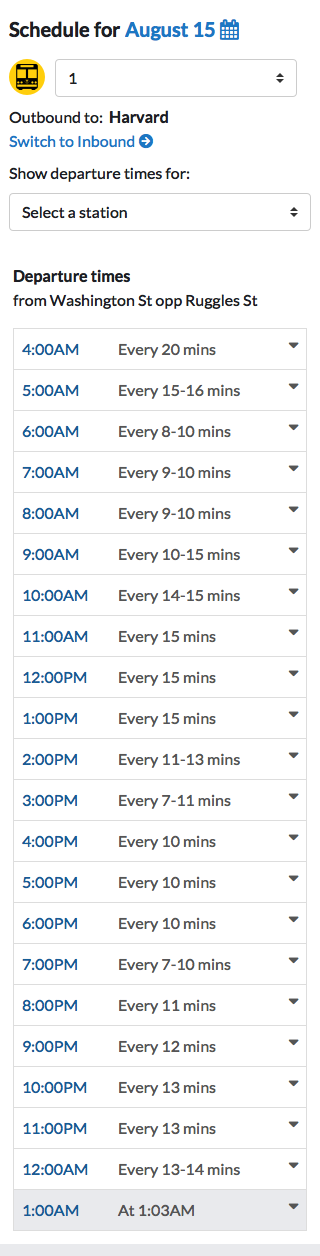 Schedule for August 15
1
Outbound to: Harvard
Switch to Inbound
Show departure times for:
Select a station
Departure times
from Washington St opp Ruggles St
4:00AM Every 20 mins
5:00AM Every 15-16 mins
6:00AM Every 8-10 mins
7:00AM Every 9-10 mins
8:00AM Every 9-10 mins
9:00AM Every 10-15 mins
10:00AM Every 14-15 mins
11:00AM Every 15 mins
12:00PM Every 15 mins
1:00PM Every 15 mins
2:00PM Every 11-13 mins
3:00PM Every 7-11 mins
4:00PM Every 10 mins
5:00PM Every 10 mins
6:00PM Every 10 mins
7:00PM Every 7-10 mins
8:00PM Every 11 mins
9:00PM Every 12 mins
10:00PM Every 13 mins
11:00PM Every 13 mins
12:00AM Every 13-14 mins
1:00AM At 1:03AM